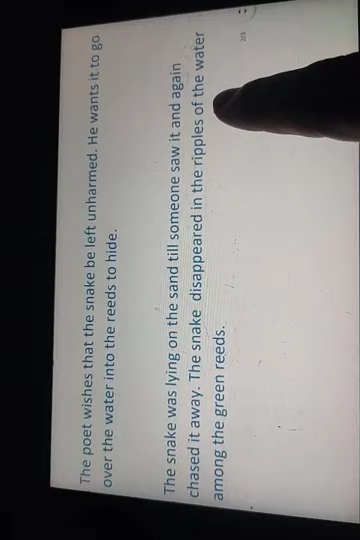 The poet wishes that the snake be left unharmed. He wants it to go
over the water into the reeds to hide.
The snake was lying on the sand till someone saw it and again
chased it away. The snake disappeared in the ripples of the water
among the green reeds.
2/3